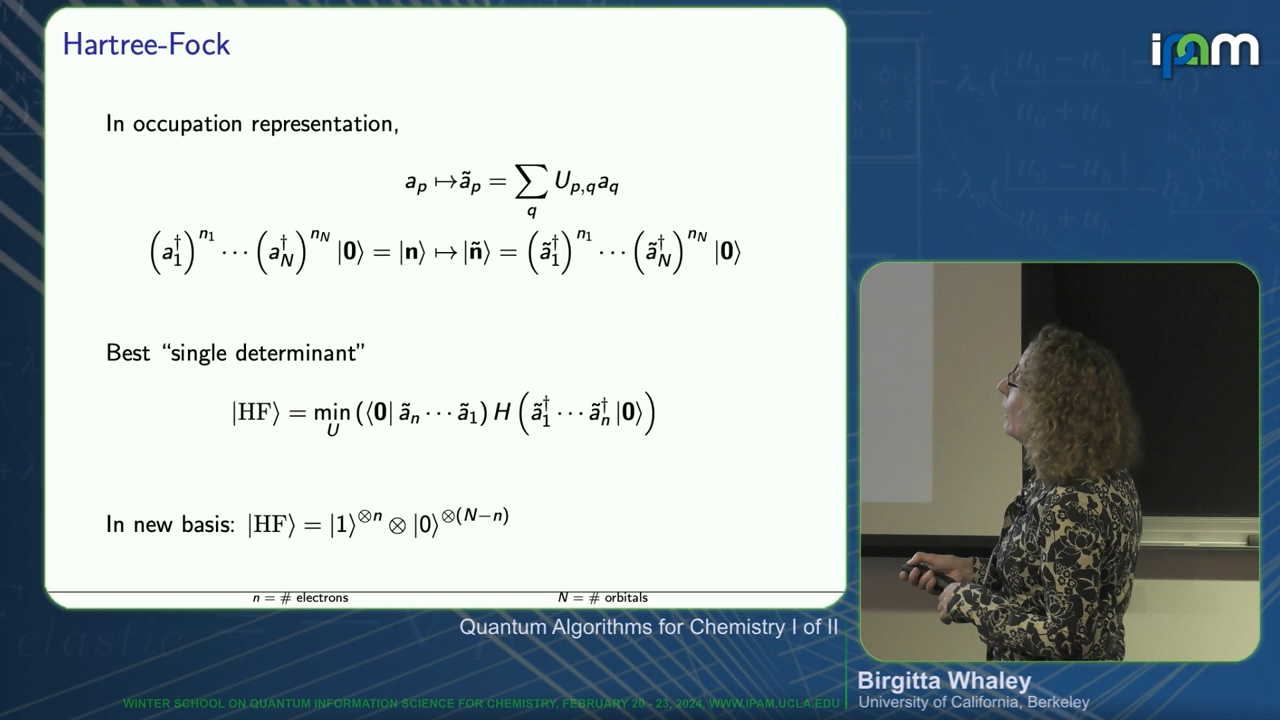 Hartree-Fock
ipam
In occupation representation,
a_p ↦ ã_p = ∑_q U_{p,q} a_q
(a_1^†)^{n_1} ⋯ (a_N^†)^{n_N} |0⟩ = |n⟩ ↦ |ñ⟩ = (ã_1^†)^{n_1} ⋯ (ã_N^†)^{n_N} |0⟩
Best “single determinant”
|HF⟩ = min_U (⟨0| ã_n ⋯ ã_1) H (ã_1^† ⋯ ã_n^† |0⟩)
In new basis: |HF⟩ = |1⟩^{⊗n} ⊗ |0⟩^{⊗(N−n)}
n = # electrons N = # orbitals
Quantum Algorithms for Chemistry I of II
Birgitta Whaley
University of California, Berkeley
WINTER SCHOOL ON QUANTUM INFORMATION SCIENCE FOR CHEMISTRY, FEBRUARY 20 - 23, 2024, WWW.IPAM.UCLA.EDU